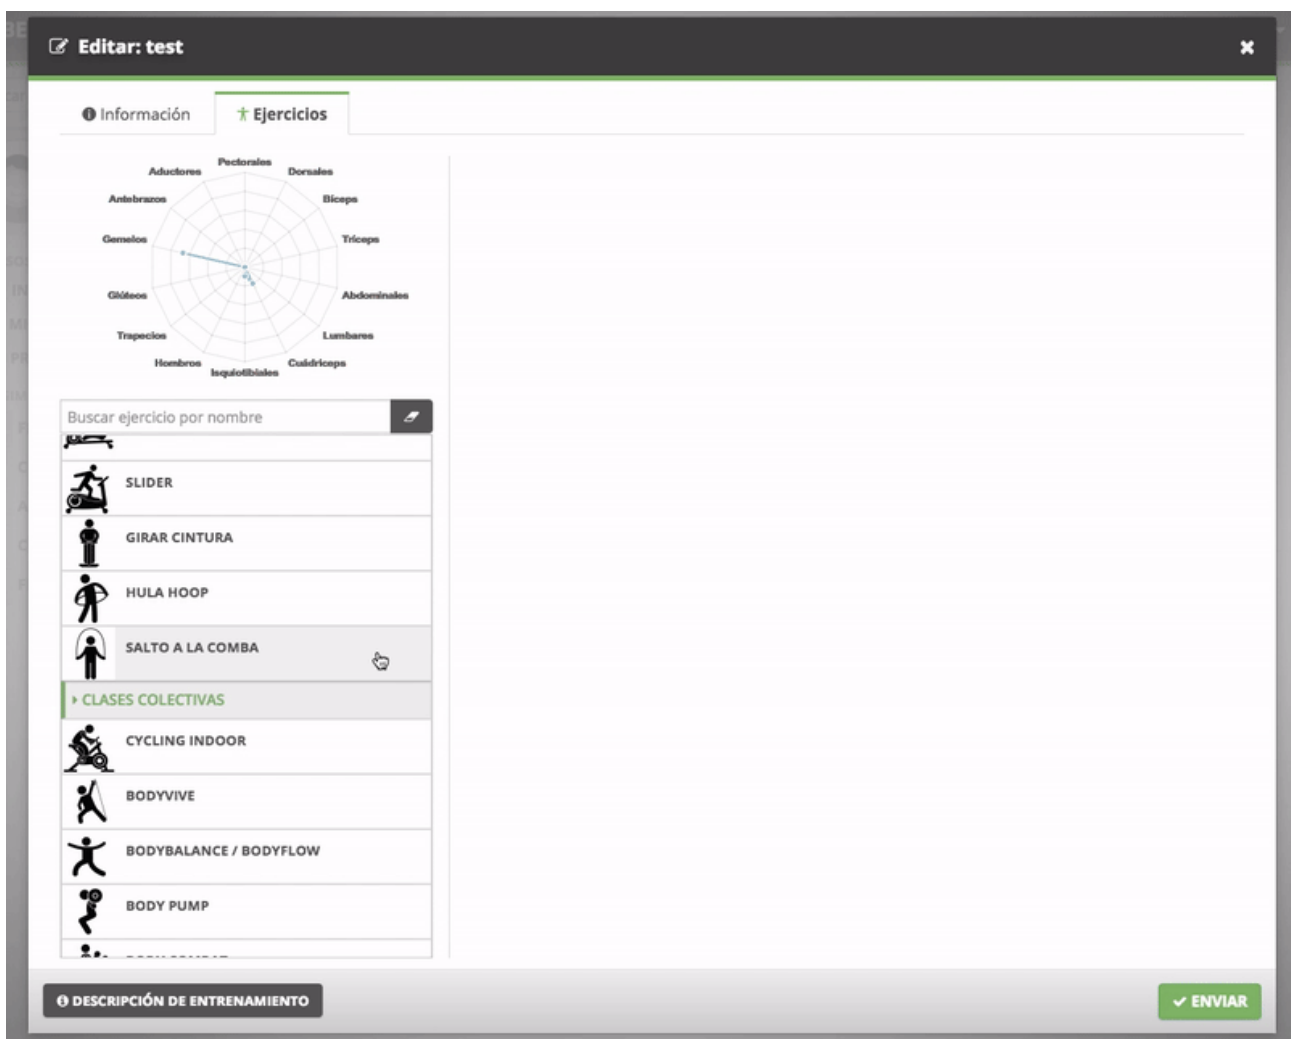 Editar: test
Información
Ejercicios
Pectorales
Aductores
Dorsales
Antebrazos
Bíceps
Gemelos
Tríceps
Glúteos
Abdominales
Trapecios
Lumbares
Hombros
Cuádriceps
Isquiotibiales
Buscar ejercicio por nombre
SLIDER
GIRAR CINTURA
HULA HOOP
SALTO A LA COMBA
CLASES COLECTIVAS
CYCLING INDOOR
BODYVIVE
BODYBALANCE / BODYFLOW
BODY PUMP
DESCRIPCIÓN DE ENTRENAMIENTO
ENVIAR